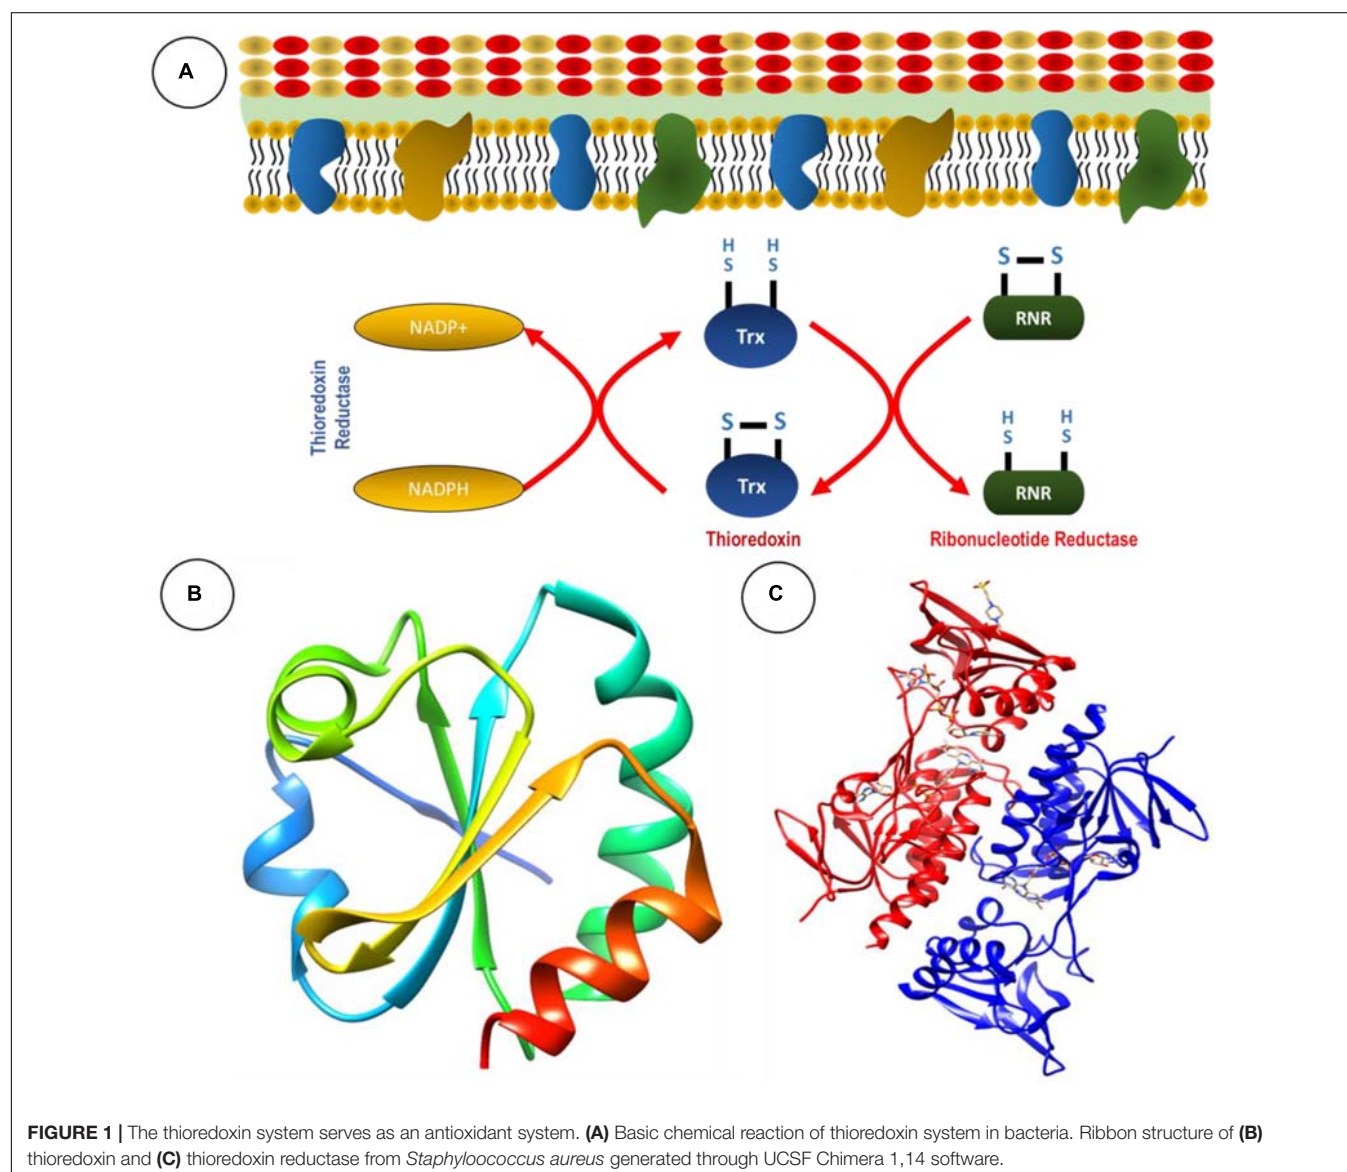 A
H H
S S
S S
NADP+
Trx
RNR
Thioredoxin
Reductase
S S
H H
S S
NADPH
Trx
RNR
Thioredoxin
Ribonucleotide Reductase
B
C
FIGURE 1 | The thioredoxin system serves as an antioxidant system. (A) Basic chemical reaction of thioredoxin system in bacteria. Ribbon structure of (B)
thioredoxin and (C) thioredoxin reductase from Staphyloococcus aureus generated through UCSF Chimera 1,14 software.